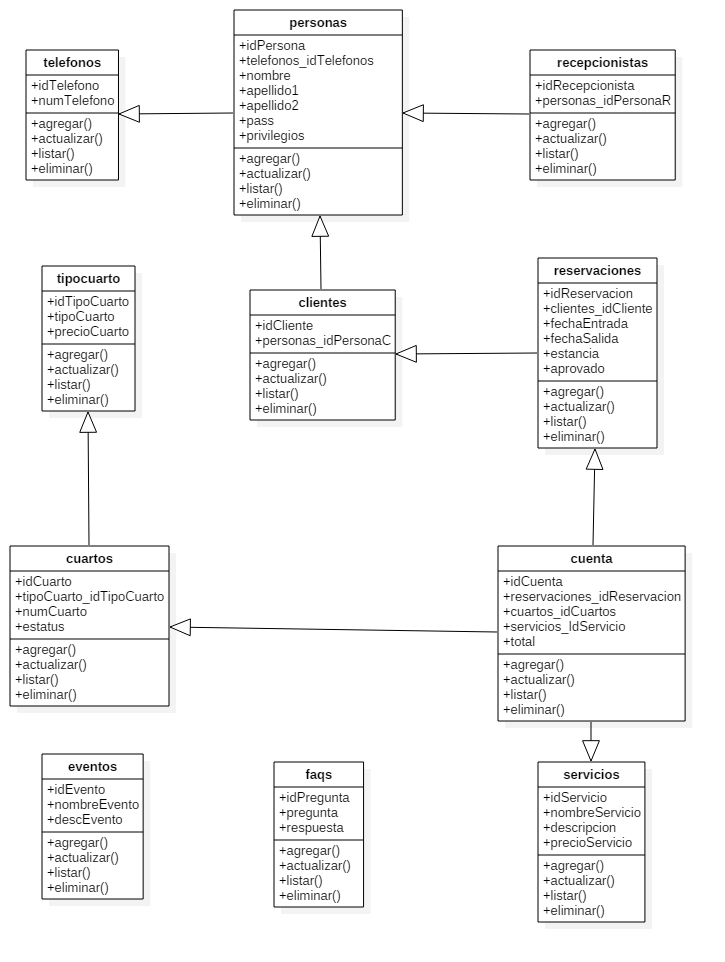 personas
+idPersona
+telefonos_idTelefonos
+nombre
+apellido1
+apellido2
+pass
+privilegios
+agregar()
+actualizar()
+listar()
+eliminar()
telefonos
+idTelefono
+numTelefono
+agregar()
+actualizar()
+listar()
+eliminar()
recepcionistas
+idRecepcionista
+personas_idPersonaR
+agregar()
+actualizar()
+listar()
+eliminar()
tipocuarto
+idTipoCuarto
+tipoCuarto
+precioCuarto
+agregar()
+actualizar()
+listar()
+eliminar()
clientes
+idCliente
+personas_idPersonaC
+agregar()
+actualizar()
+listar()
+eliminar()
reservaciones
+idReservacion
+clientes_idCliente
+fechaEntrada
+fechaSalida
+estancia
+aprovado
+agregar()
+actualizar()
+listar()
+eliminar()
cuartos
+idCuarto
+tipoCuarto_idTipoCuarto
+numCuarto
+estatus
+agregar()
+actualizar()
+listar()
+eliminar()
cuenta
+idCuenta
+reservaciones_idReservacion
+cuartos_idCuartos
+servicios_IdServicio
+total
+agregar()
+actualizar()
+listar()
+eliminar()
eventos
+idEvento
+nombreEvento
+descEvento
+agregar()
+actualizar()
+listar()
+eliminar()
faqs
+idPregunta
+pregunta
+respuesta
+agregar()
+actualizar()
+listar()
+eliminar()
servicios
+idServicio
+nombreServicio
+descripcion
+precioServicio
+agregar()
+actualizar()
+listar()
+eliminar()